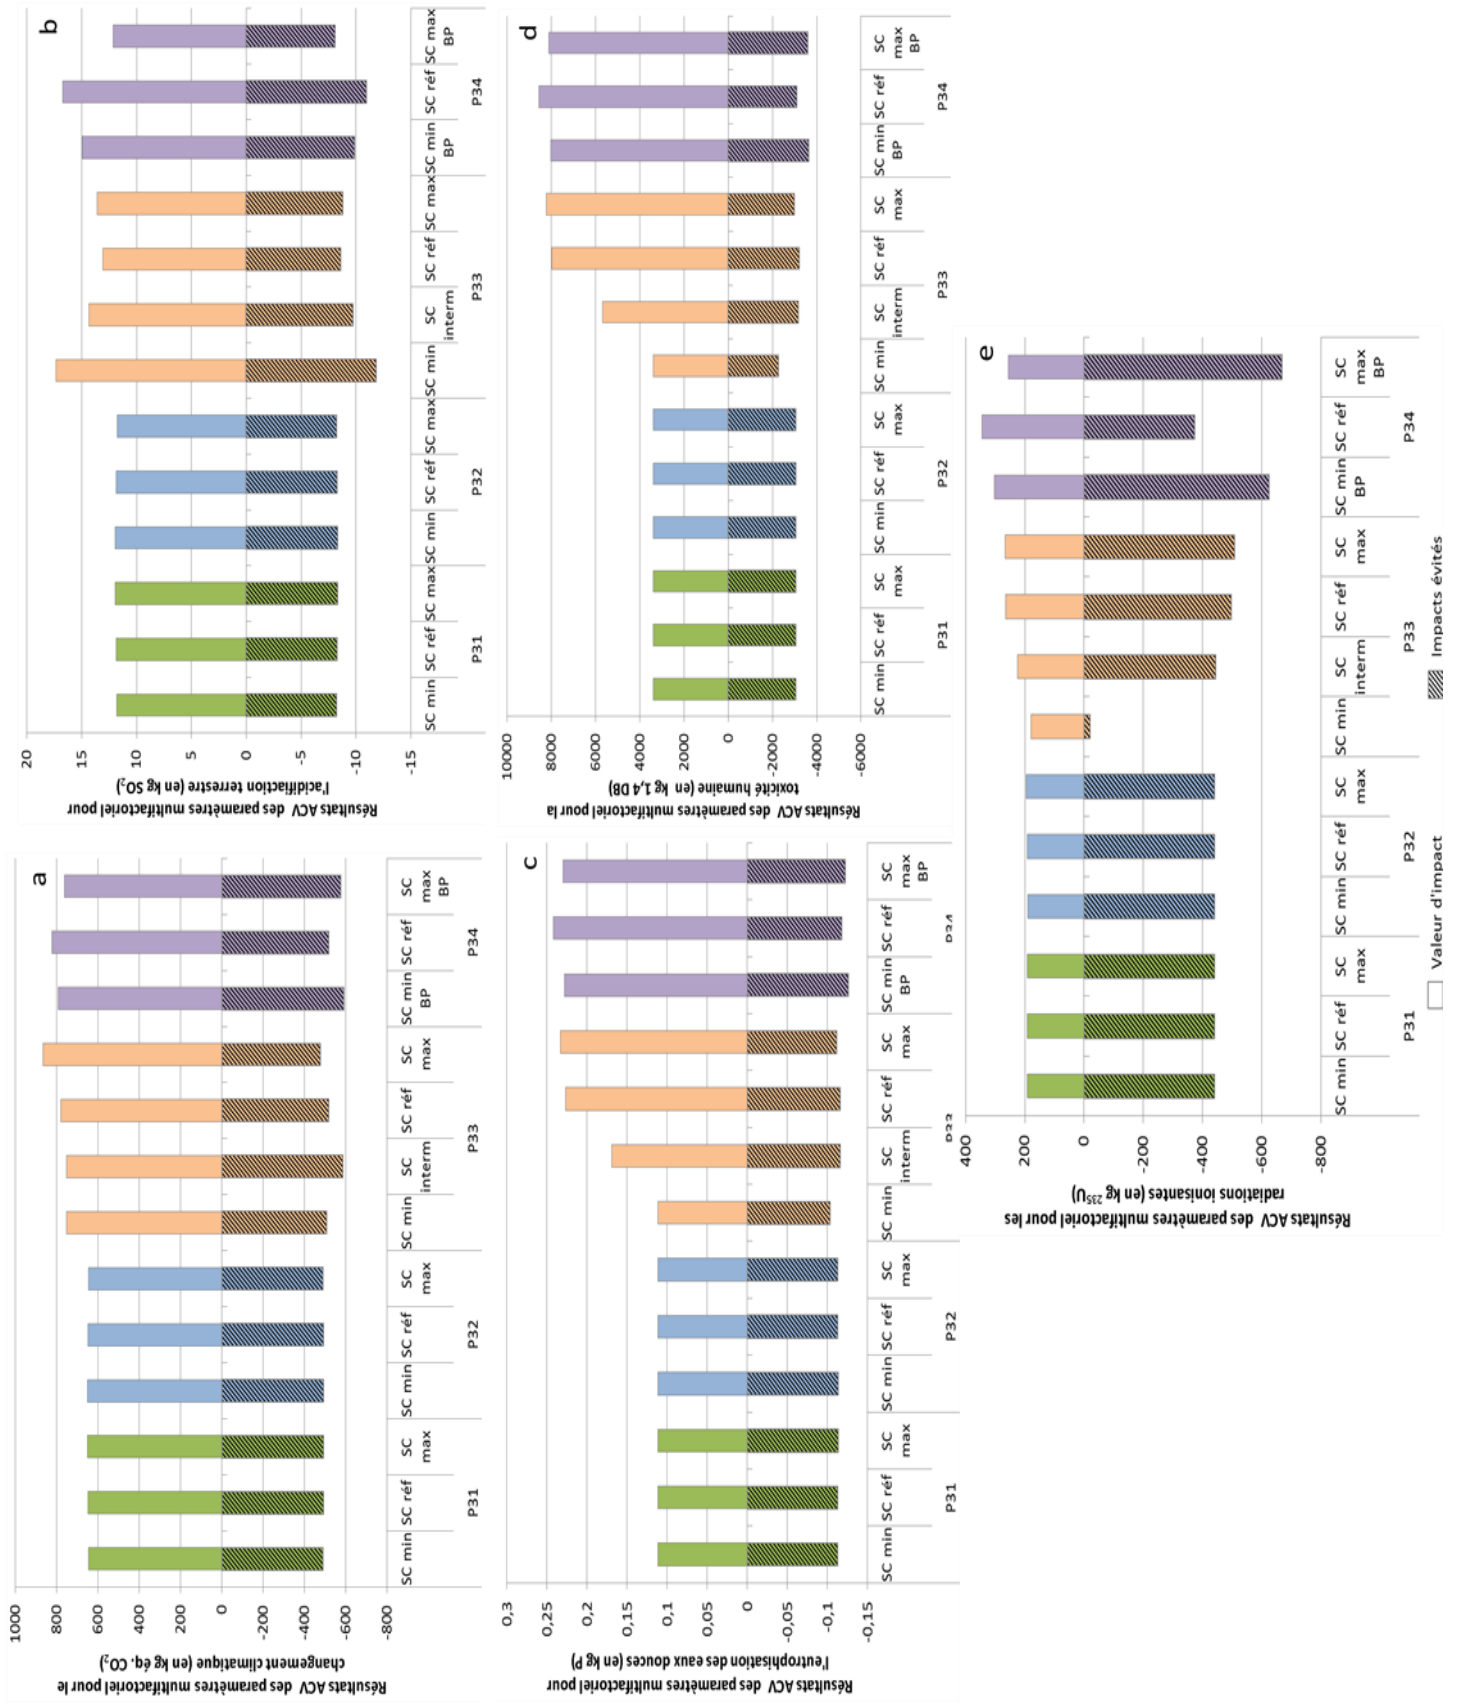 a
Résultats ACV des paramètres multifactoriel pour le
changement climatique (en kg éq. CO₂)
1000
800
600
400
200
0
-200
-400
-600
-800
SC min
SC réf
SC max
SC min
SC réf
SC max
SC min
SC interm
SC réf
SC max
SC min BP
SC réf
SC max BP
P31
P32
P33
P34
b
Résultats ACV des paramètres multifactoriel pour
l'acidifiaction terrestre (en kg SO₂)
20
15
10
5
0
-5
-10
-15
SC min
SC réf
SC max
SC min
SC réf
SC max
SC min
SC interm
SC réf
SC max
SC min BP
SC réf
SC max BP
P31
P32
P33
P34
c
Résultats ACV des paramètres multifactoriel pour
l'eutrophisation des eaux douces (en kg P)
0,3
0,25
0,2
0,15
0,1
0,05
0
-0,05
-0,1
-0,15
SC min
SC réf
SC max
SC min
SC réf
SC max
SC min
SC interm
SC réf
SC max
SC min BP
SC réf
SC max BP
P31
P32
P33
P34
d
Résultats ACV des paramètres multifactoriel pour la
toxicité humaine (en kg 1,4 DB)
10000
8000
6000
4000
2000
0
-2000
-4000
-6000
SC min
SC réf
SC max
SC min
SC réf
SC max
SC min
SC interm
SC réf
SC max
SC min BP
SC réf
SC max BP
P31
P32
P33
P34
e
Résultats ACV des paramètres multifactoriel pour les
radiations ionisantes (en kg ²³⁵U)
400
200
0
-200
-400
-600
-800
SC min
SC réf
SC max
SC min
SC réf
SC max
SC min
SC interm
SC réf
SC max
SC min BP
SC réf
SC max BP
P31
P32
P33
P34
Valeur d'impact
Impacts évités